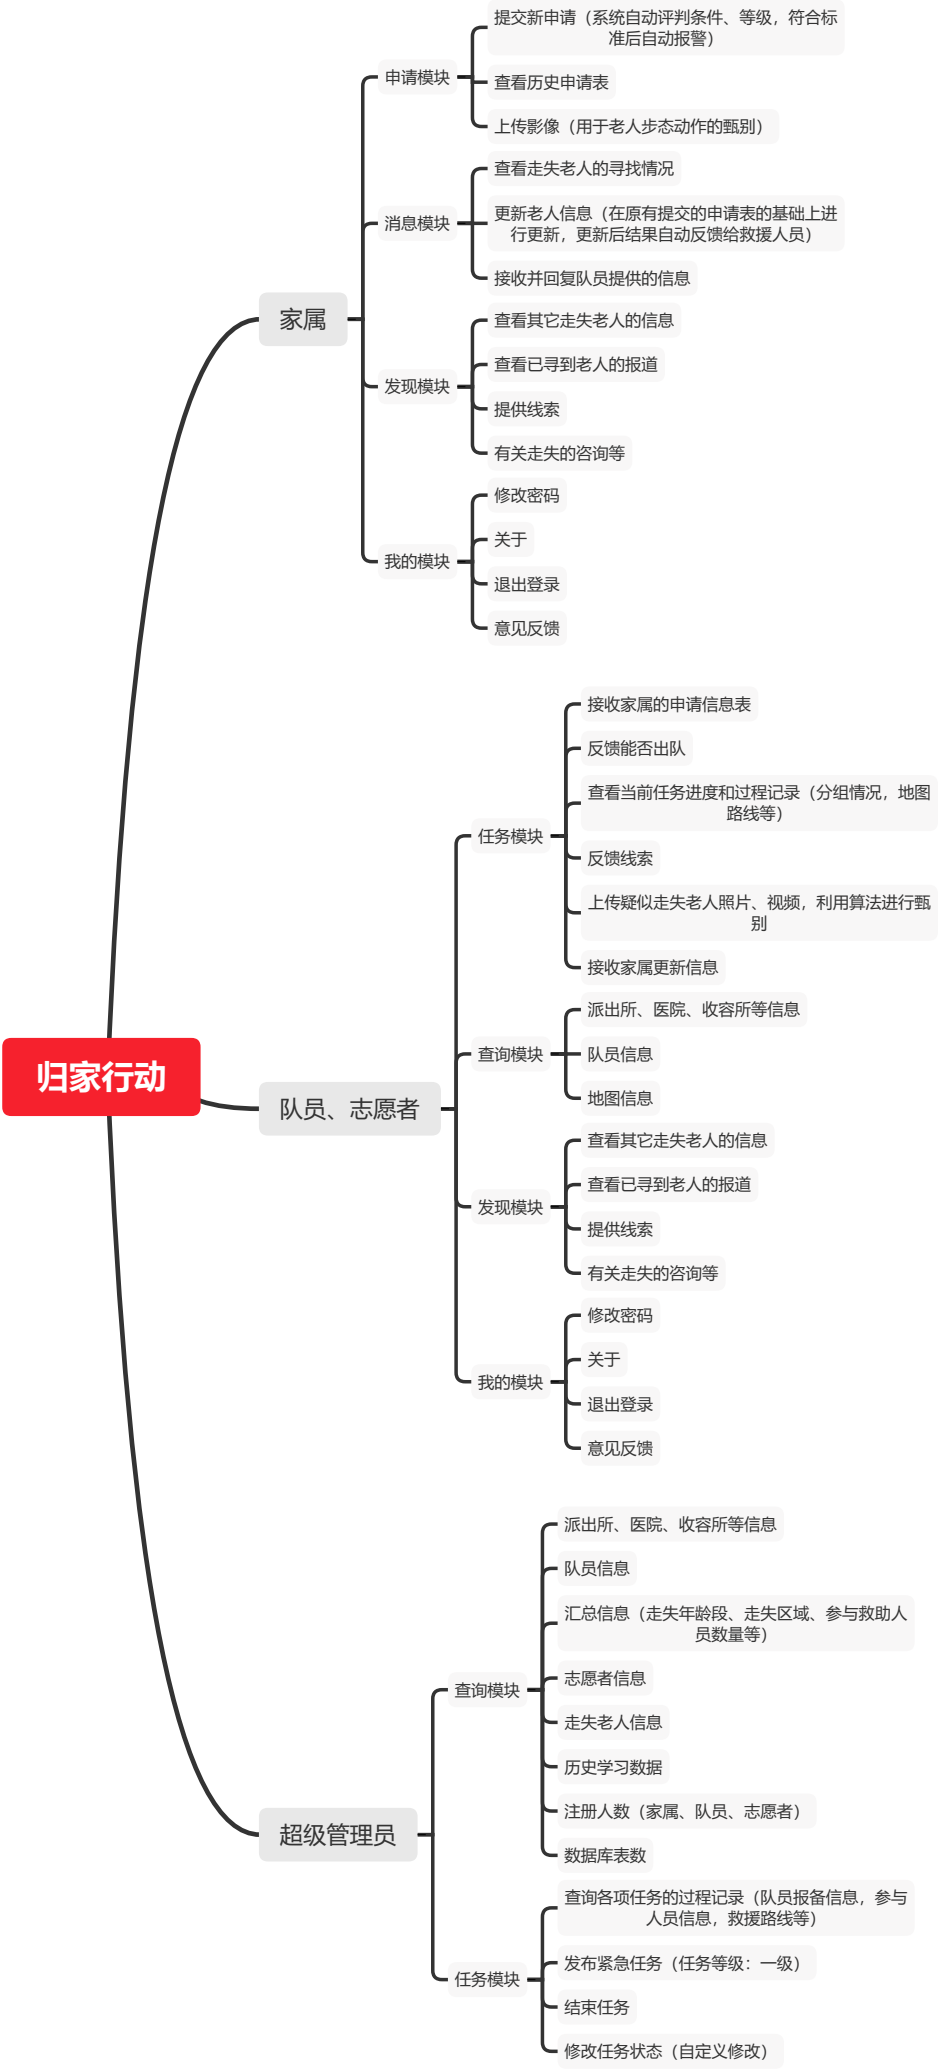 提交新申请（系统自动评判条件、等级，符合标
准后自动报警）
申请模块
查看历史申请表
上传影像（用于老人步态动作的甄别）
查看走失老人的寻找情况
更新老人信息（在原有提交的申请表的基础上进
行更新，更新后结果自动反馈给救援人员）
消息模块
接收并回复队员提供的信息
家属
查看其它走失老人的信息
查看已寻到老人的报道
发现模块
提供线索
有关走失的咨询等
修改密码
关于
我的模块
退出登录
意见反馈
接收家属的申请信息表
反馈能否出队
查看当前任务进度和过程记录（分组情况，地图
路线等）
任务模块
反馈线索
上传疑似走失老人照片、视频，利用算法进行甄
别
接收家属更新信息
派出所、医院、收容所等信息
查询模块
队员信息
地图信息
归家行动
队员、志愿者
查看其它走失老人的信息
查看已寻到老人的报道
发现模块
提供线索
有关走失的咨询等
修改密码
关于
我的模块
退出登录
意见反馈
派出所、医院、收容所等信息
队员信息
汇总信息（走失年龄段、走失区域、参与救助人
员数量等）
志愿者信息
查询模块
走失老人信息
历史学习数据
注册人数（家属、队员、志愿者）
数据库表数
超级管理员
查询各项任务的过程记录（队员报备信息，参与
人员信息，救援路线等）
发布紧急任务（任务等级：一级）
任务模块
结束任务
修改任务状态（自定义修改）